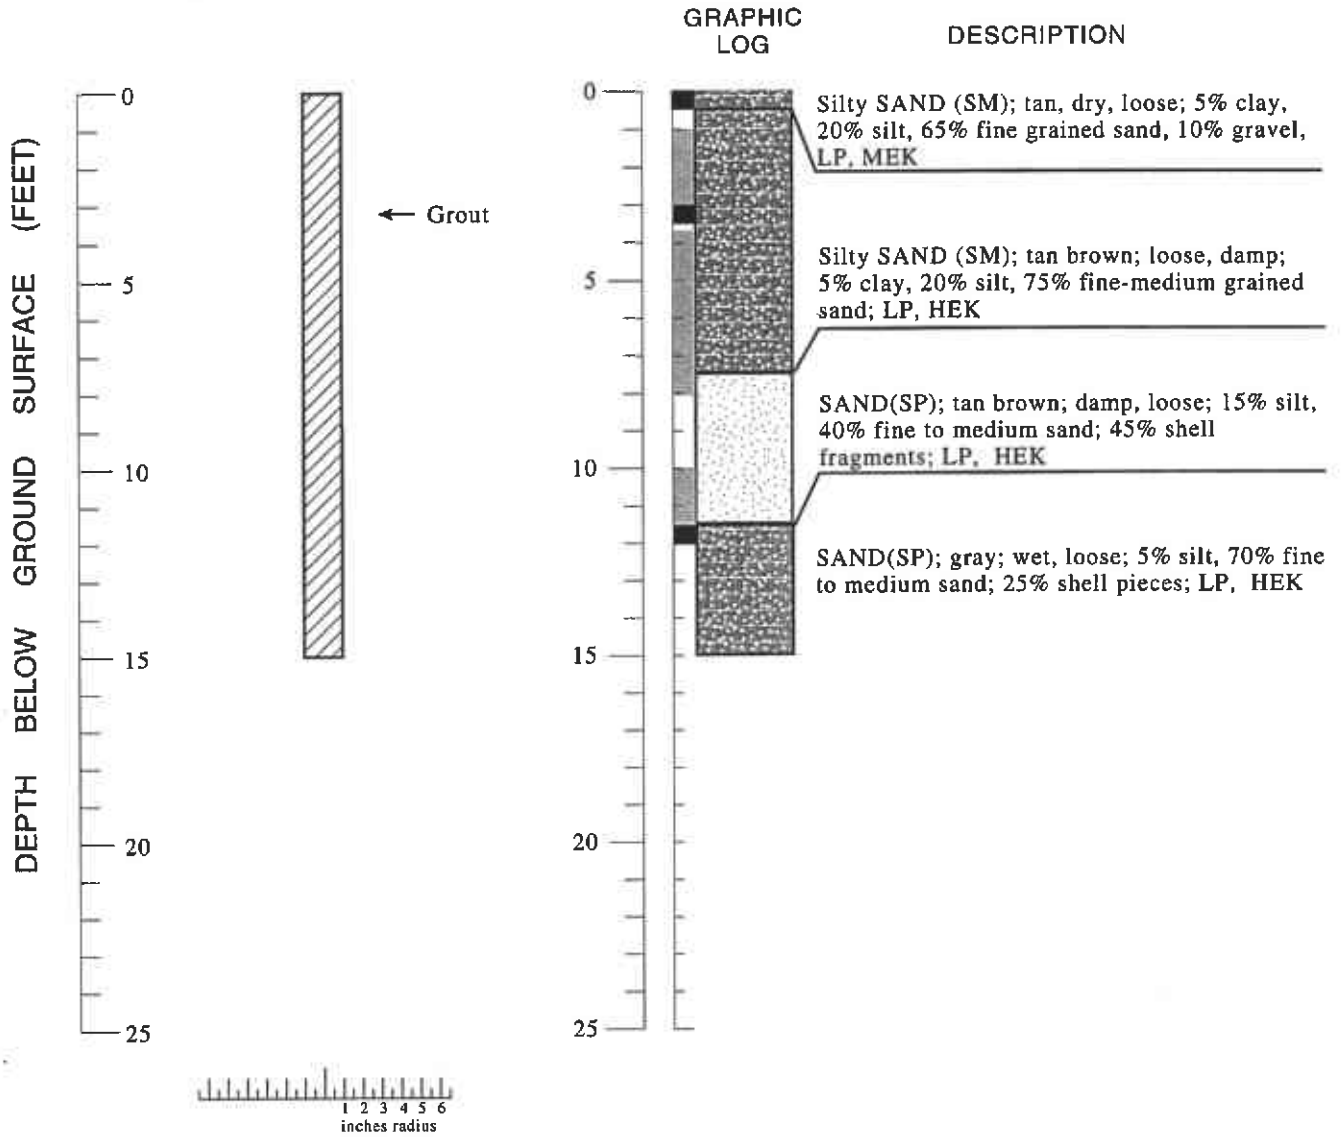 GRAPHIC
LOG
DESCRIPTION
DEPTH BELOW GROUND SURFACE (FEET)
0
5
10
15
20
25
← Grout
1 2 3 4 5 6
inches radius
0
5
10
15
20
25
Silty SAND (SM); tan, dry, loose; 5% clay,
20% silt, 65% fine grained sand, 10% gravel,
LP, MEK
Silty SAND (SM); tan brown; loose, damp;
5% clay, 20% silt, 75% fine-medium grained
sand; LP, HEK
SAND(SP); tan brown; damp, loose; 15% silt,
40% fine to medium sand; 45% shell
fragments; LP, HEK
SAND(SP); gray; wet, loose; 5% silt, 70% fine
to medium sand; 25% shell pieces; LP, HEK